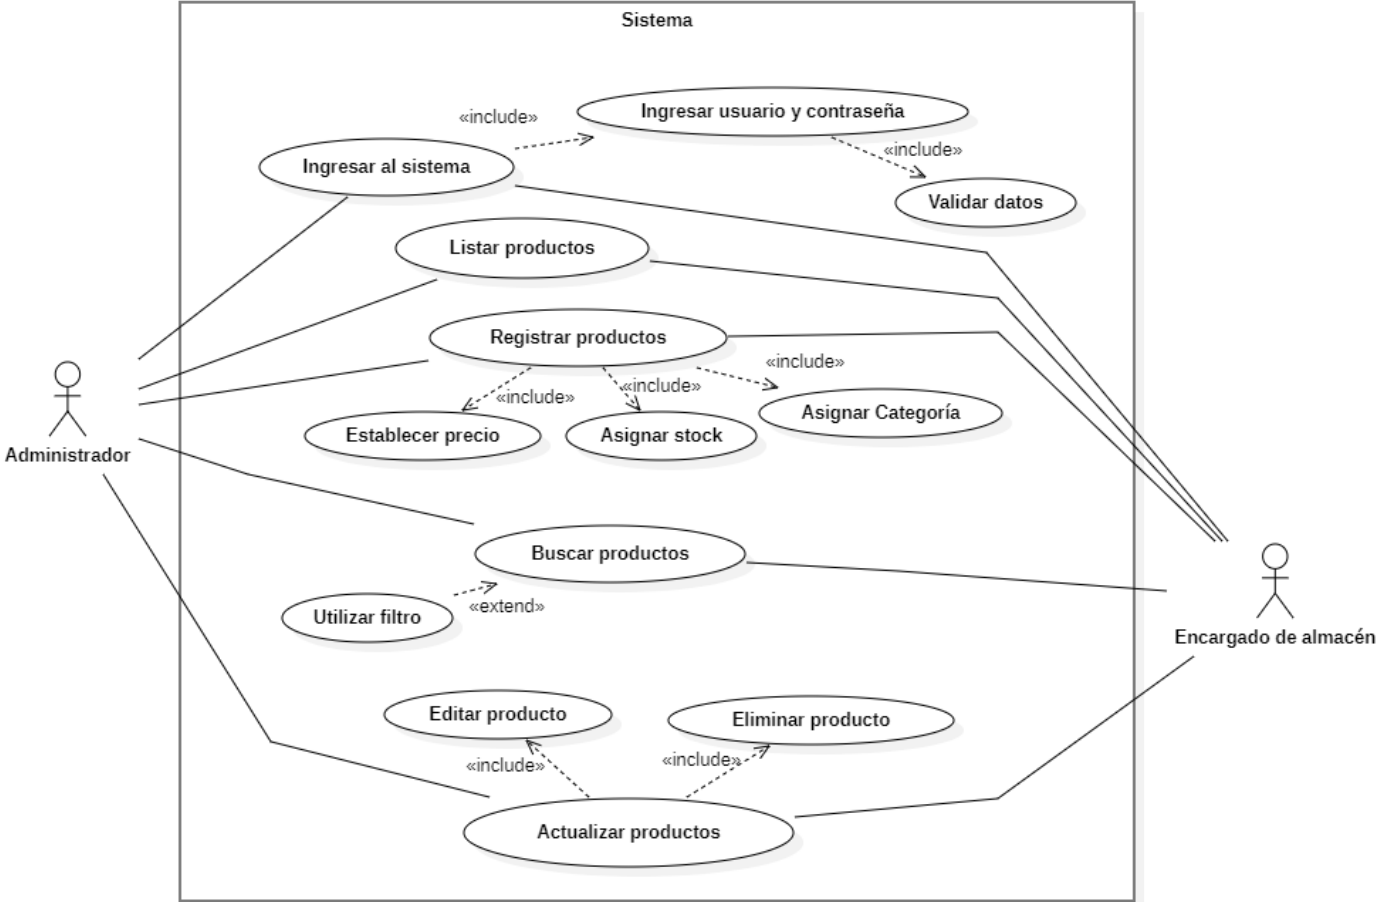 Sistema
«include»
Ingresar usuario y contraseña
«include»
Ingresar al sistema
Validar datos
Listar productos
Registrar productos
«include»
«include»
«include»
Asignar Categoría
Establecer precio
Asignar stock
Administrador
Buscar productos
«extend»
Utilizar filtro
Encargado de almacén
Editar producto
Eliminar producto
«include»
«include»
Actualizar productos